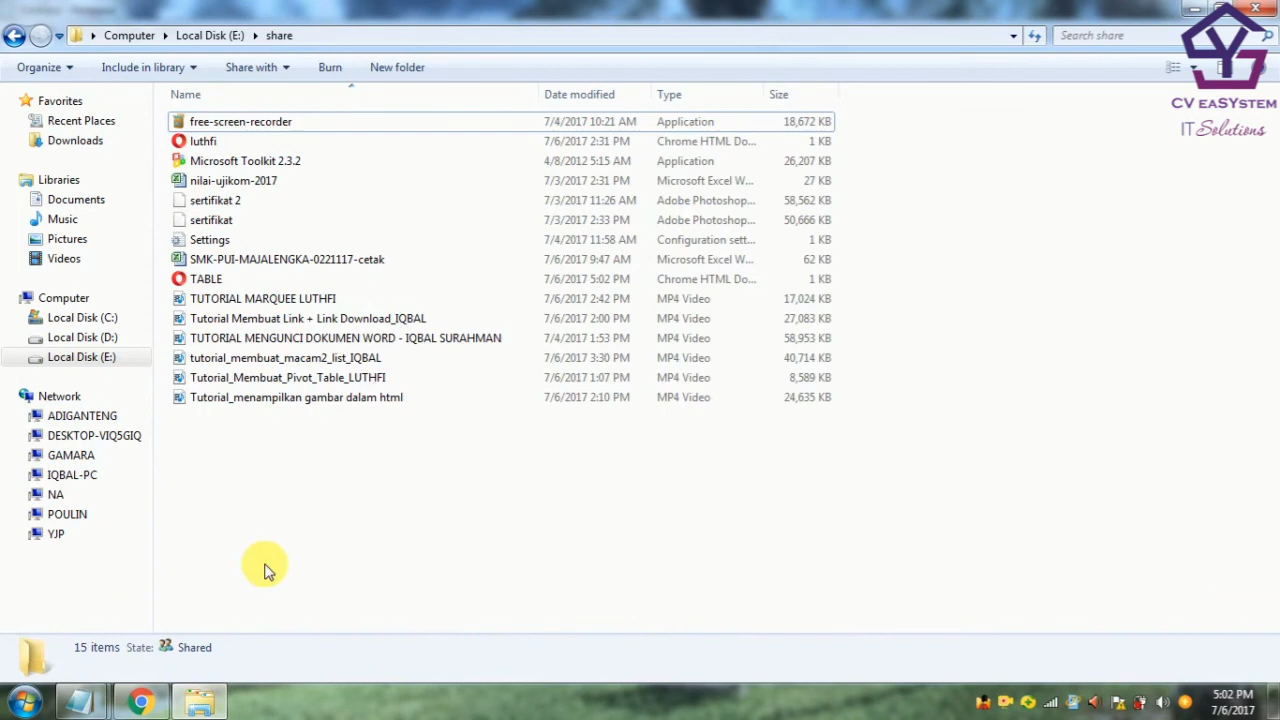 Computer Local Disk (E:) share Search share
Organize Include in library Share with Burn New folder
CV EASYSTEM
IT Solutions
Name Date modified Type Size
Favorites
Recent Places
Downloads
Libraries
Documents
Music
Pictures
Videos
Computer
Local Disk (C:)
Local Disk (D:)
Local Disk (E:)
Network
ADIGANTENG
DESKTOP-VIQ5GIQ
GAMARA
IQBAL-PC
NA
POULIN
YJP
free-screen-recorder 7/4/2017 10:21 AM Application 18,672 KB
luthfi 7/6/2017 2:31 PM Chrome HTML Do... 1 KB
Microsoft Toolkit 2.3.2 4/8/2012 5:15 AM Application 26,207 KB
nilai-ujikom-2017 7/3/2017 2:31 PM Microsoft Excel W... 27 KB
sertifikat 2 7/3/2017 11:26 AM Adobe Photoshop... 58,562 KB
sertifikat 7/3/2017 2:33 PM Adobe Photoshop... 50,666 KB
Settings 7/4/2017 11:58 AM Configuration sett... 1 KB
SMK-PUI-MAJALENGKA-0221117-cetak 7/6/2017 9:47 AM Microsoft Excel W... 62 KB
TABLE 7/6/2017 5:02 PM Chrome HTML Do... 1 KB
TUTORIAL MARQUEE LUTHFI 7/6/2017 2:42 PM MP4 Video 17,024 KB
Tutorial Membuat Link + Link Download_IQBAL 7/6/2017 2:00 PM MP4 Video 27,083 KB
TUTORIAL MENGUNCI DOKUMEN WORD - IQBAL SURAHMAN 7/4/2017 1:53 PM MP4 Video 58,953 KB
tutorial_membuat_macam2_list_IQBAL 7/6/2017 3:30 PM MP4 Video 40,714 KB
Tutorial_Membuat_Pivot_Table_LUTHFI 7/6/2017 1:07 PM MP4 Video 8,589 KB
Tutorial_menampilkan gambar dalam html 7/6/2017 2:10 PM MP4 Video 24,635 KB
15 items State: Shared
5:02 PM
7/6/2017